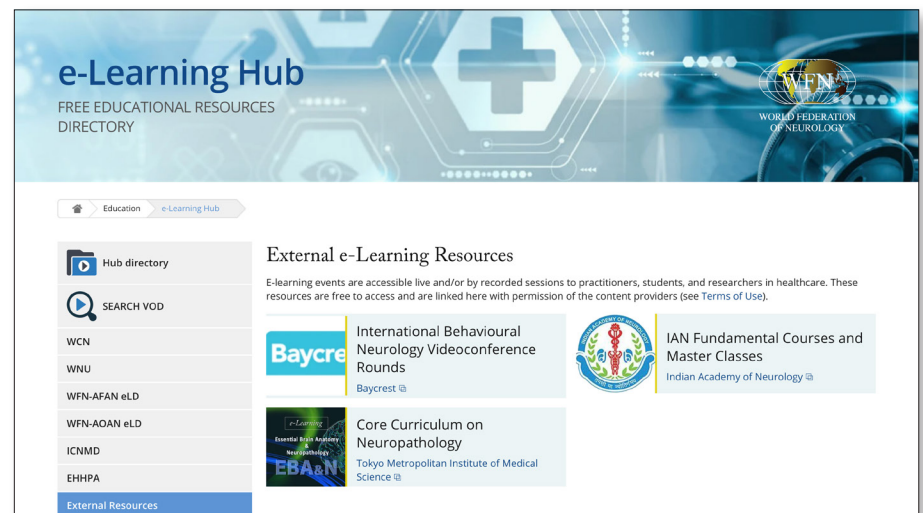 e-Learning Hub
FREE EDUCATIONAL RESOURCES
DIRECTORY
WFN
WORLD FEDERATION
OF NEUROLOGY
Education
e-Learning Hub
Hub directory
SEARCH VOD
WCN
WNU
WFN-AFAN eLD
WFN-AOAN eLD
ICNMD
EHHPA
External Resources
External e-Learning Resources
E-learning events are accessible live and/or by recorded sessions to practitioners, students, and researchers in healthcare. These
resources are free to access and are linked here with permission of the content providers (see Terms of Use).
Baycre
International Behavioural
Neurology Videoconference
Rounds
Baycrest
INDIAN ACADEMY OF NEUROLOGY
IAN Fundamental Courses and
Master Classes
Indian Academy of Neurology
e-Learning
Essential Brain Anatomy
&
Neuropathology
EBA&N
Core Curriculum on
Neuropathology
Tokyo Metropolitan Institute of Medical
Science